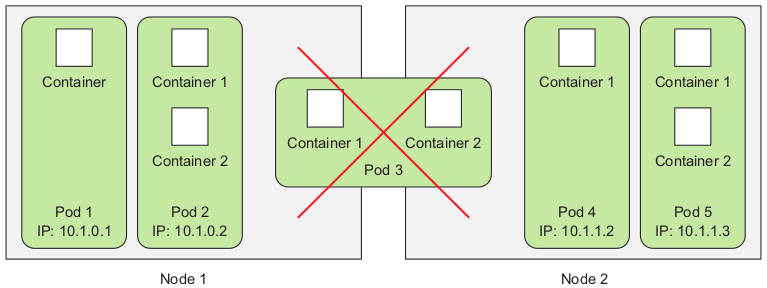 Container
Container 1
Container 2
Pod 1
IP: 10.1.0.1
Pod 2
IP: 10.1.0.2
Container 1
Container 2
Pod 3
Container 1
Container 1
Container 2
Pod 4
IP: 10.1.1.2
Pod 5
IP: 10.1.1.3
Node 1
Node 2